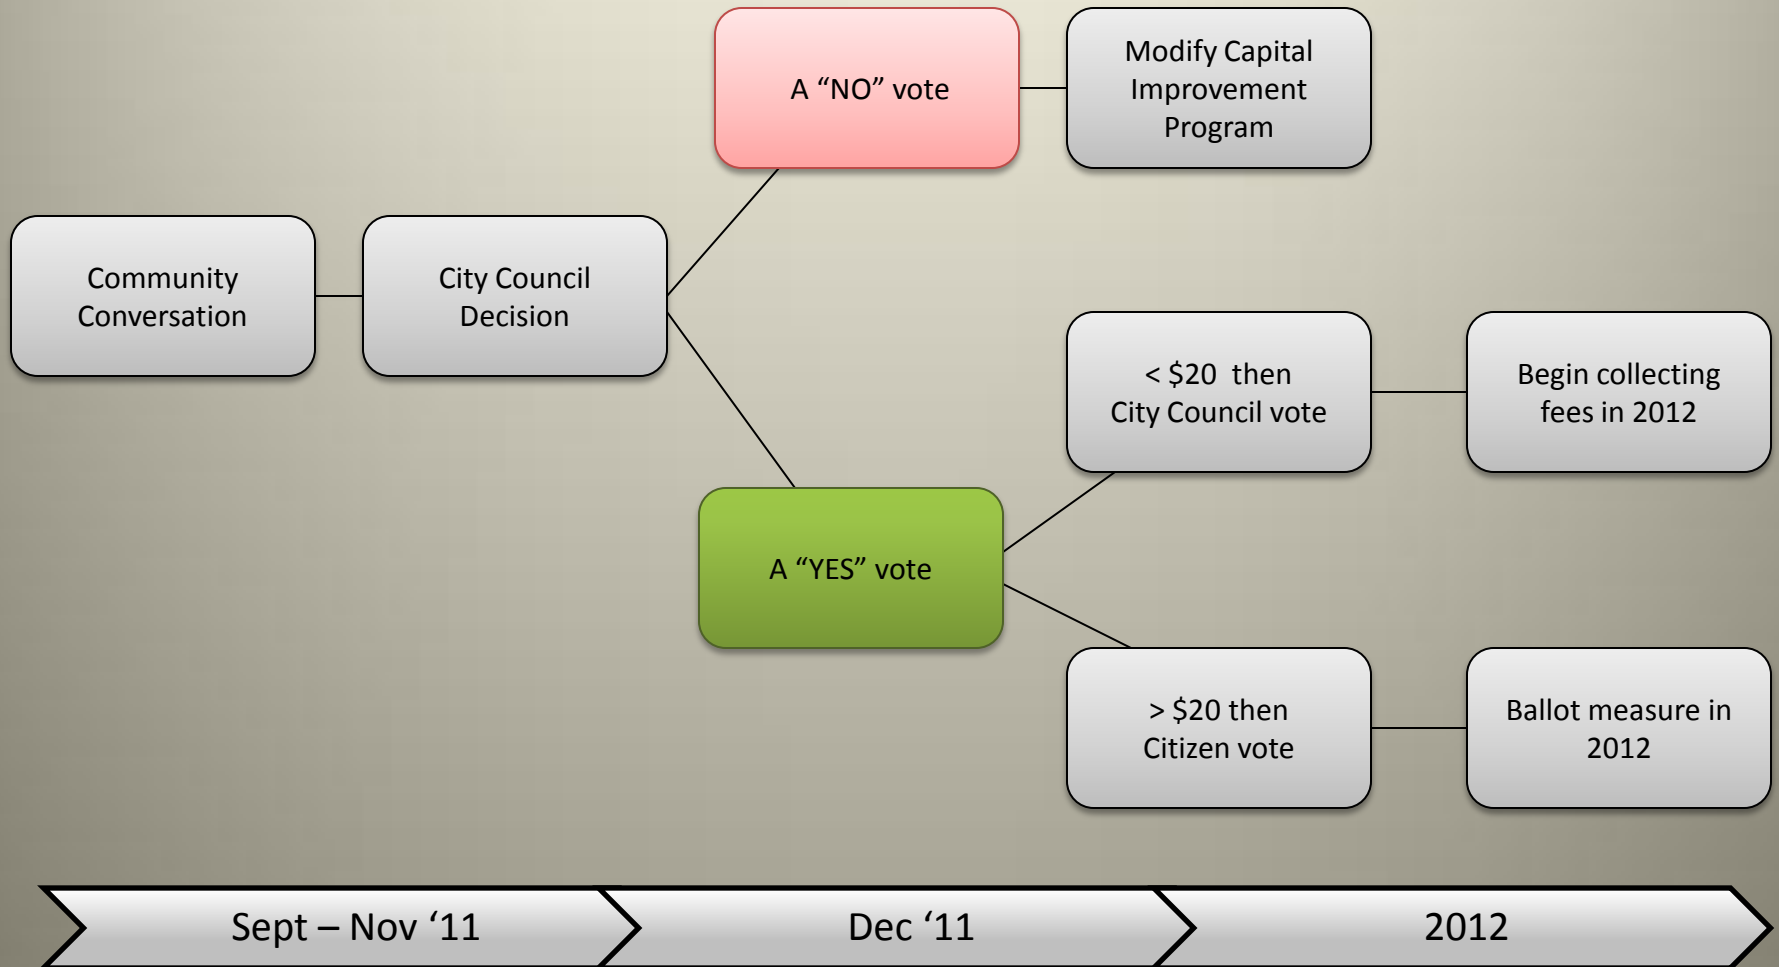 A “NO” vote
Modify Capital
Improvement
Program
Community
Conversation
City Council
Decision
< $20  then
City Council vote
Begin collecting
fees in 2012
A “YES” vote
> $20 then
Citizen vote
Ballot measure in
2012
Sept – Nov ‘11
Dec ‘11
2012